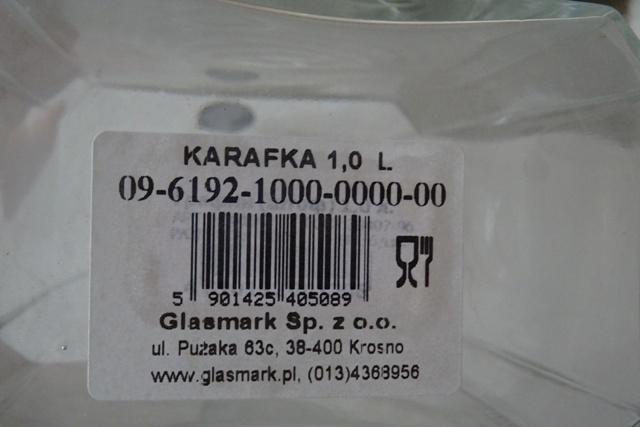 KARAFKA 1,0 L
09-6192-1000-0000-00
5 901425 405089
Glasmark Sp. z o.o.
ul. Pużaka 63c, 38-400 Krosno
www.glasmark.pl, (013)4368956